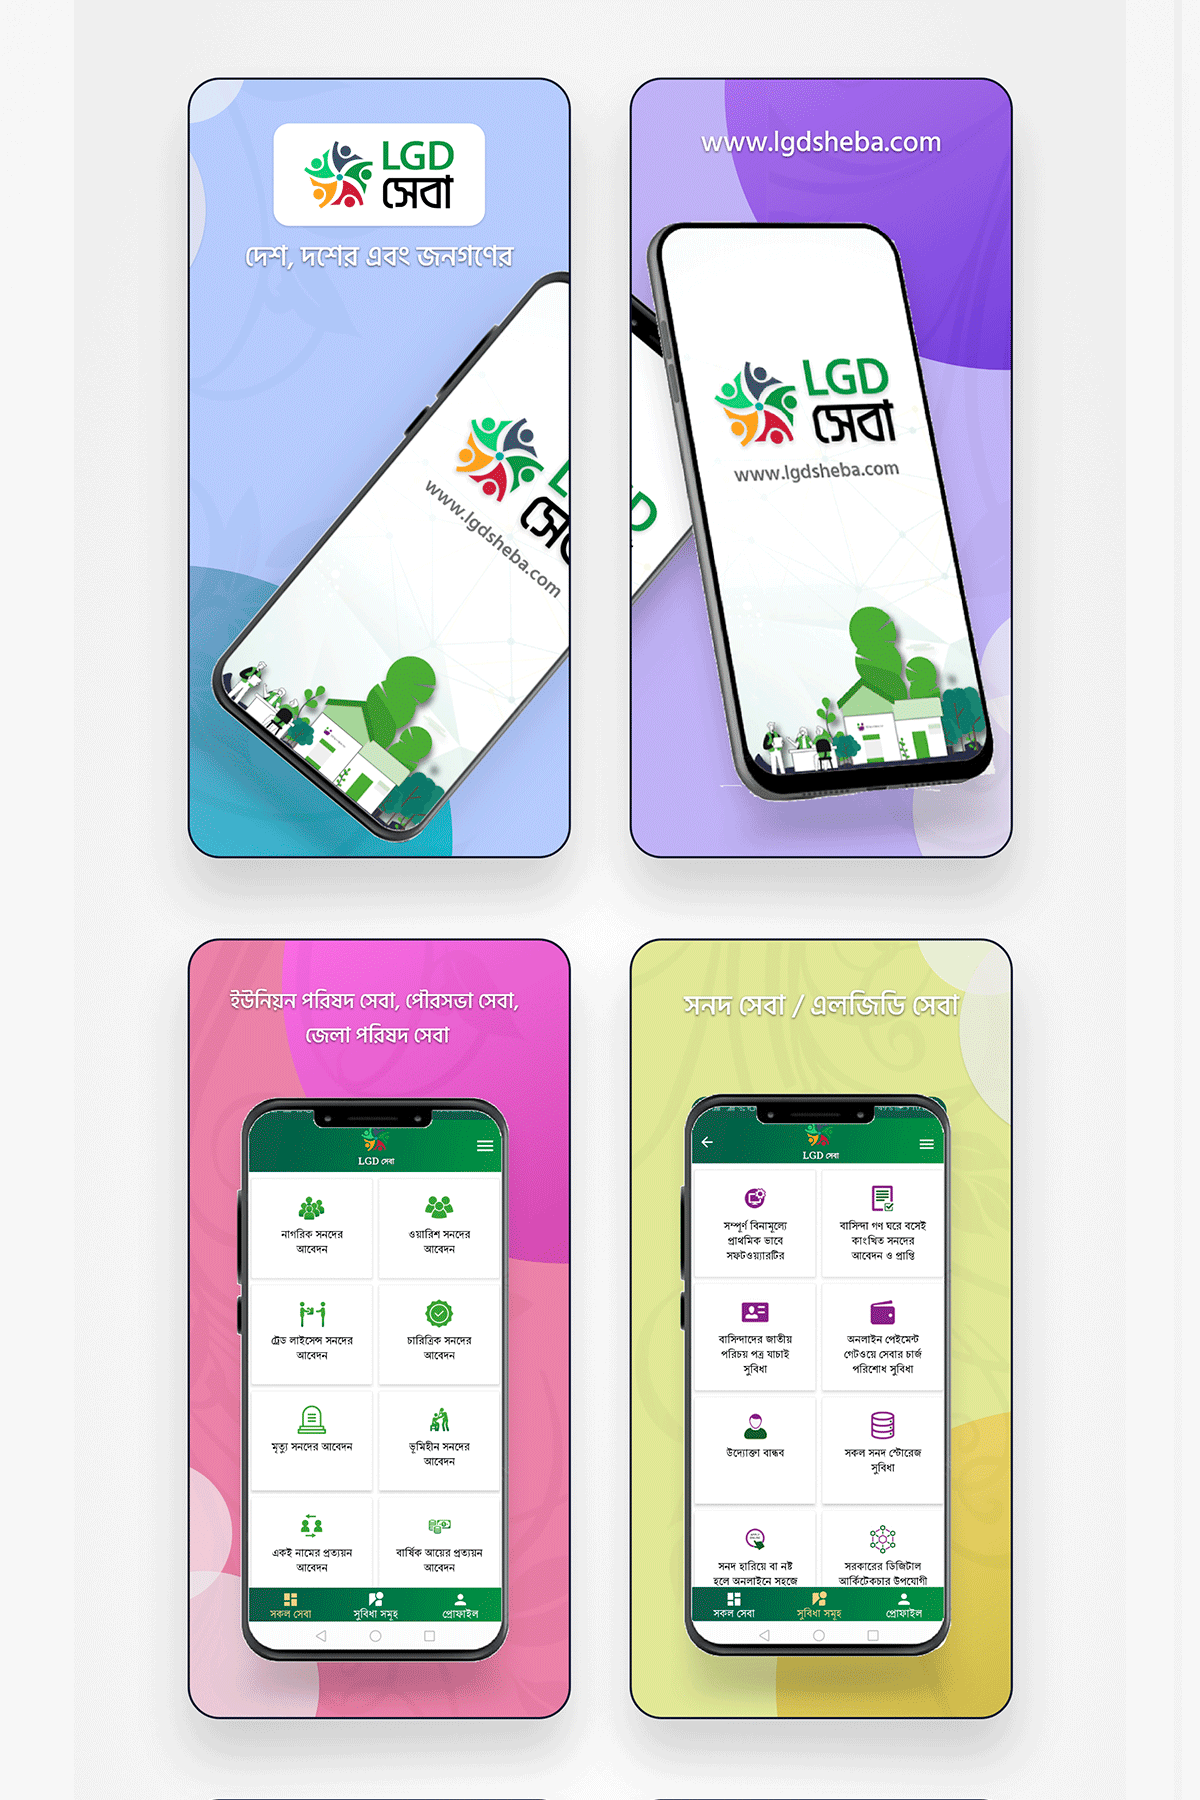 LGD
সেবা
দেশ, দশের এবং জনগণের
LGD
সেবা
www.lgdsheba.com
www.lgdsheba.com
LGD
সেবা
www.lgdsheba.com
ইউনিয়ন পরিষদ সেবা, পৌরসভা সেবা,
জেলা পরিষদ সেবা
LGD সেবা
নাগরিক সনদের
আবেদন
ওয়ারিশ সনদের
আবেদন
ট্রেড লাইসেন্স সনদের
আবেদন
চারিত্রিক সনদের
আবেদন
মৃত্যু সনদের আবেদন
ভূমিহীন সনদের
আবেদন
একই নামের প্রত্যয়ন
আবেদন
বার্ষিক আয়ের প্রত্যয়ন
আবেদন
সকল সেবা
সুবিধা সমূহ
প্রোফাইল
সনদ সেবা / এলজিডি সেবা
LGD সেবা
সম্পূর্ণ বিনামূল্যে
প্রাথমিক ভাবে
সফটওয়্যারটির
বাসিন্দা গণ ঘরে বসেই
কাংখিত সনদের
আবেদন ও প্রাপ্তি
বাসিন্দাদের জাতীয়
পরিচয় পত্র যাচাই
সুবিধা
অনলাইন পেইমেন্ট
গেটওয়ে সেবার চার্জ
পরিশোধ সুবিধা
উদ্যোক্তা বান্ধব
সকল সনদ স্টোরেজ
সুবিধা
সনদ হারিয়ে বা নষ্ট
হলে অনলাইনে সহজে
সরকারের ডিজিটাল
আর্কিটেকচার উপযোগী
সকল সেবা
সুবিধা সমূহ
প্রোফাইল